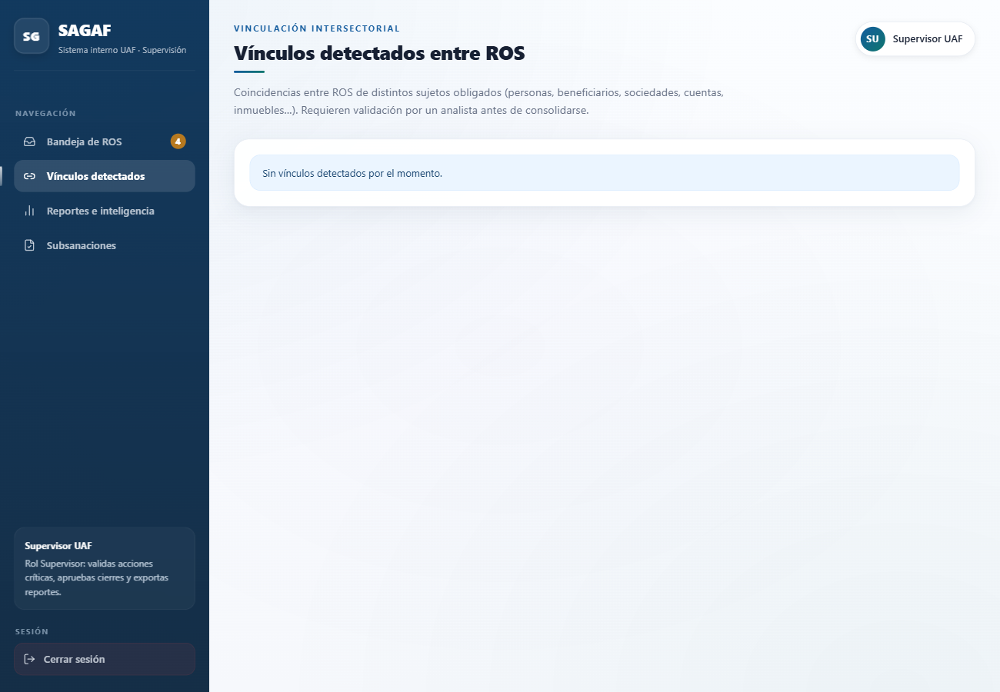 SG
SAGAF
Sistema interno UAF · Supervisión
NAVEGACIÓN
Bandeja de ROS 4
Vínculos detectados
Reportes e inteligencia
Subsanaciones
Supervisor UAF
Rol Supervisor: validas acciones
críticas, apruebas cierres y exportas
reportes.
SESIÓN
Cerrar sesión
VINCULACIÓN INTERSECTORIAL
Vínculos detectados entre ROS
Coincidencias entre ROS de distintos sujetos obligados (personas, beneficiarios, sociedades, cuentas,
inmuebles...). Requieren validación por un analista antes de consolidarse.
SU Supervisor UAF
Sin vínculos detectados por el momento.